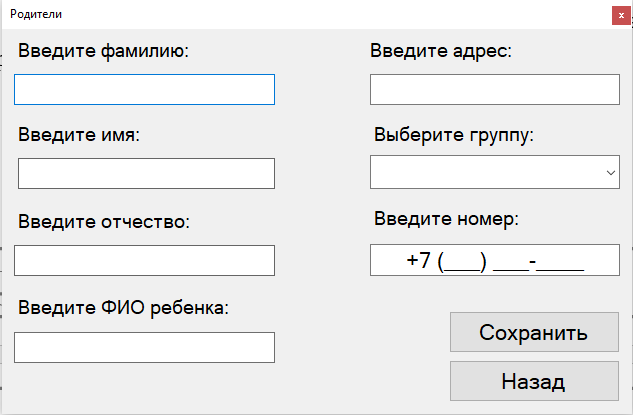 Родители
x
Введите фамилию:
Введите адрес:
Введите имя:
Выберите группу:
Введите отчество:
Введите номер:
+7 (___) ___-____
Введите ФИО ребенка:
Сохранить
Назад